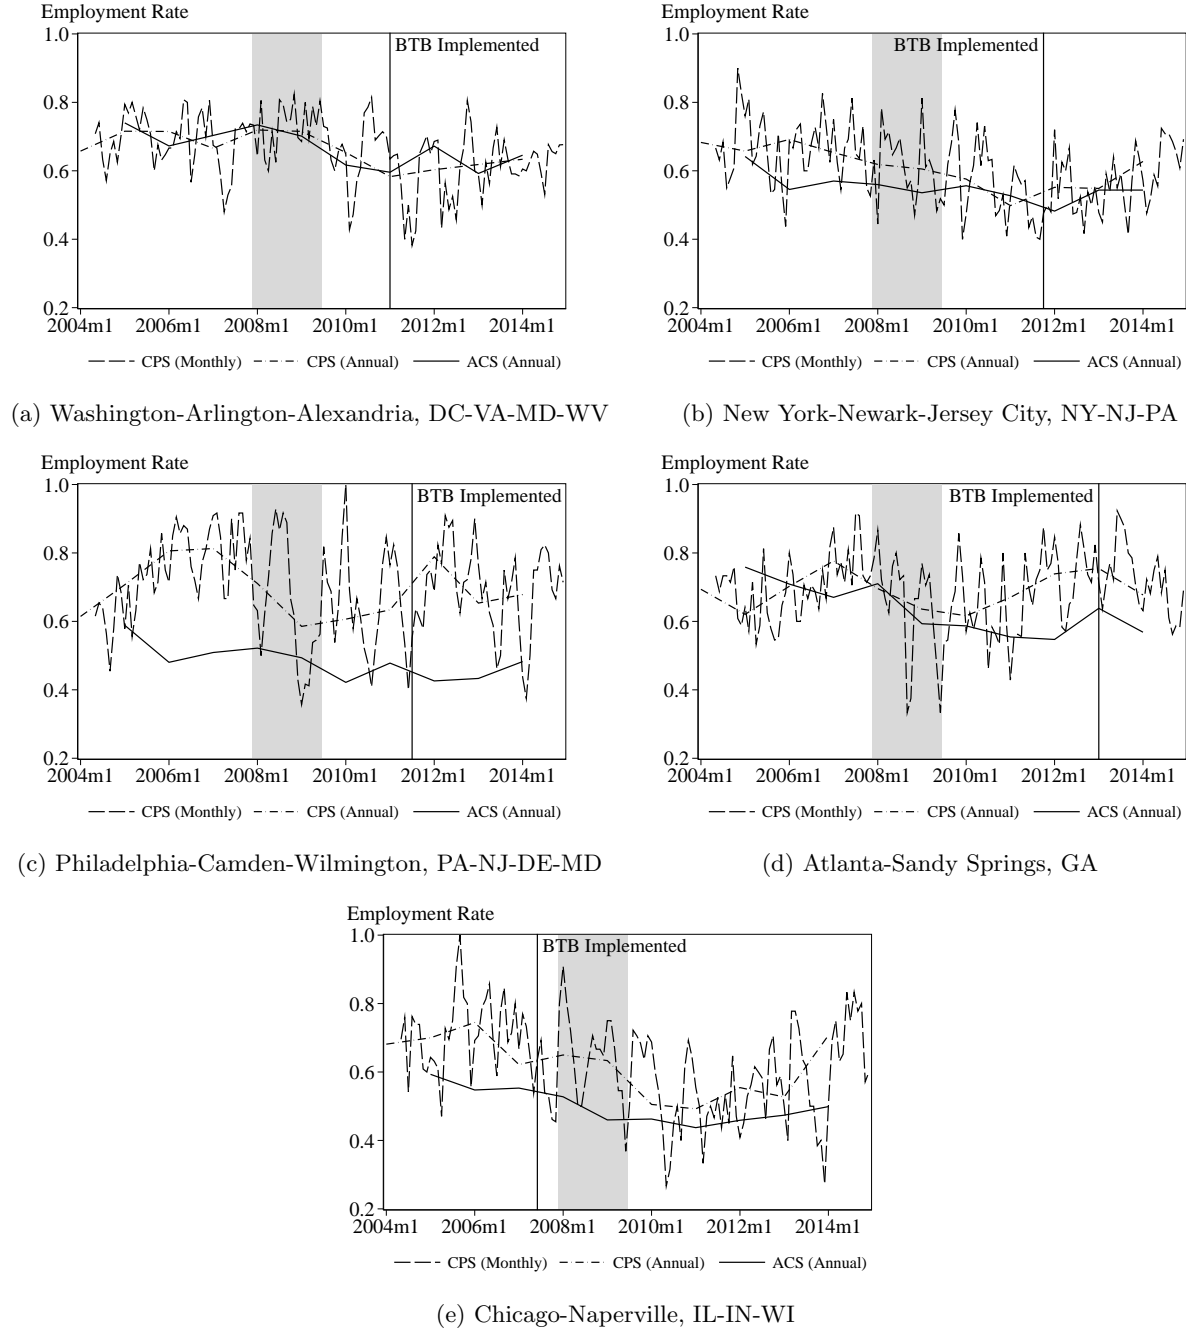 Employment Rate
1.0
0.8
0.6
0.4
0.2
BTB Implemented
2004m1 2006m1 2008m1 2010m1 2012m1 2014m1
CPS (Monthly) CPS (Annual) ACS (Annual)
(a) Washington-Arlington-Alexandria, DC-VA-MD-WV
Employment Rate
1.0
0.8
0.6
0.4
0.2
BTB Implemented
2004m1 2006m1 2008m1 2010m1 2012m1 2014m1
CPS (Monthly) CPS (Annual) ACS (Annual)
(b) New York-Newark-Jersey City, NY-NJ-PA
Employment Rate
1.0
0.8
0.6
0.4
0.2
BTB Implemented
2004m1 2006m1 2008m1 2010m1 2012m1 2014m1
CPS (Monthly) CPS (Annual) ACS (Annual)
(c) Philadelphia-Camden-Wilmington, PA-NJ-DE-MD
Employment Rate
1.0
0.8
0.6
0.4
0.2
BTB Implemented
2004m1 2006m1 2008m1 2010m1 2012m1 2014m1
CPS (Monthly) CPS (Annual) ACS (Annual)
(d) Atlanta-Sandy Springs, GA
Employment Rate
1.0
0.8
0.6
0.4
0.2
BTB Implemented
2004m1 2006m1 2008m1 2010m1 2012m1 2014m1
CPS (Monthly) CPS (Annual) ACS (Annual)
(e) Chicago-Naperville, IL-IN-WI